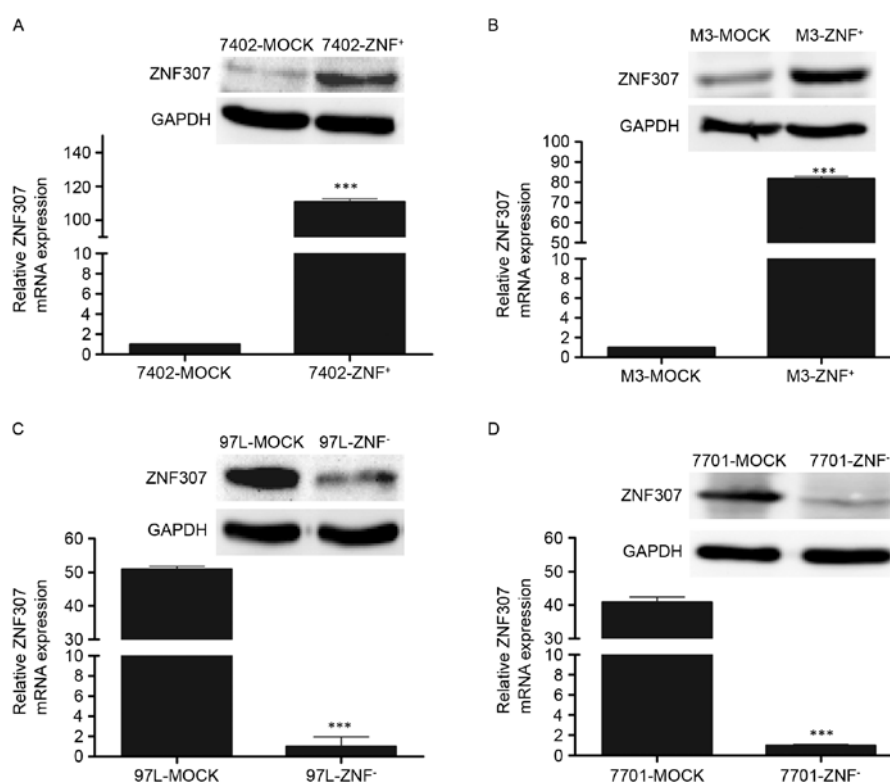 A
7402-MOCK 7402-ZNF⁺
ZNF307
GAPDH
Relative ZNF307
mRNA expression
140
120
100
10
8
6
4
2
0
***
7402-MOCK
7402-ZNF⁺
B
M3-MOCK M3-ZNF⁺
ZNF307
GAPDH
Relative ZNF307
mRNA expression
100
90
80
70
60
50
10
8
6
4
2
0
***
M3-MOCK
M3-ZNF⁺
C
97L-MOCK 97L-ZNF⁻
ZNF307
GAPDH
Relative ZNF307
mRNA expression
60
50
40
30
10
8
6
4
2
0
***
97L-MOCK
97L-ZNF⁻
D
7701-MOCK 7701-ZNF⁻
ZNF307
GAPDH
Relative ZNF307
mRNA expression
60
50
40
30
10
8
6
4
2
0
***
7701-MOCK
7701-ZNF⁻